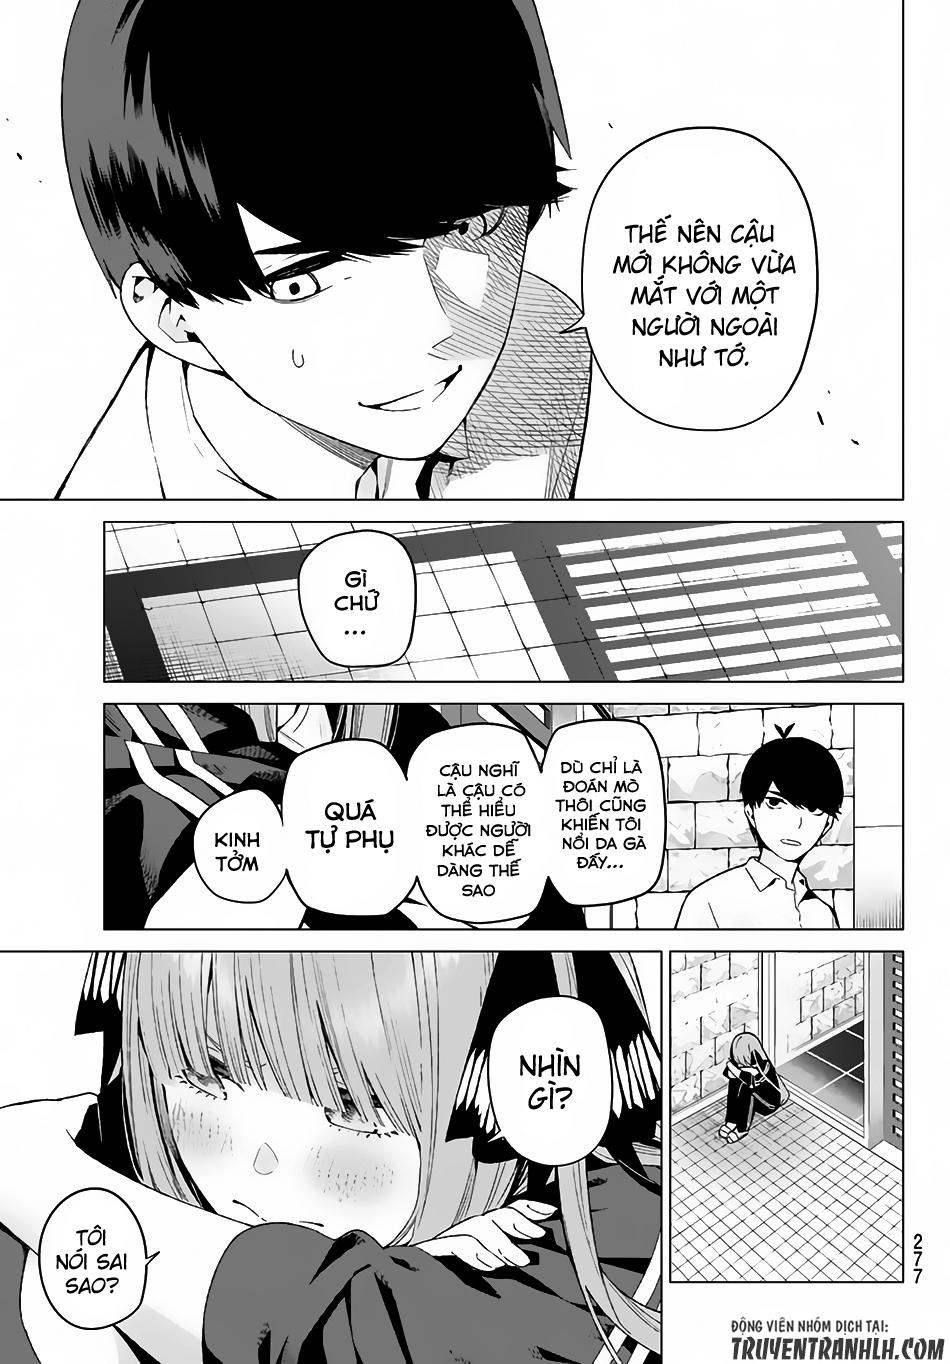 THẾ NÊN CẬU
MỚI KHÔNG VỪA
MẮT VỚI MỘT
NGƯỜI NGOÀI
NHƯ TỚ.
GÌ
CHỨ
...
DÙ CHỈ LÀ
ĐOÁN MÒ
THÔI CŨNG
KHIẾN TÔI
NỔI DA GÀ
ĐẤY...
CẬU NGHĨ
LÀ CẬU CÓ
THỂ HIỂU
ĐƯỢC NGƯỜI
KHÁC DỄ
DÀNG THẾ
SAO
QUÁ
TỰ PHỤ
KINH
TỞM
NHÌN
GÌ?
TÔI
NÓI SAI
SAO?
277
ĐỘNG VIÊN NHÓM DỊCH TẠI:
TRUYENTRANHLH.COM